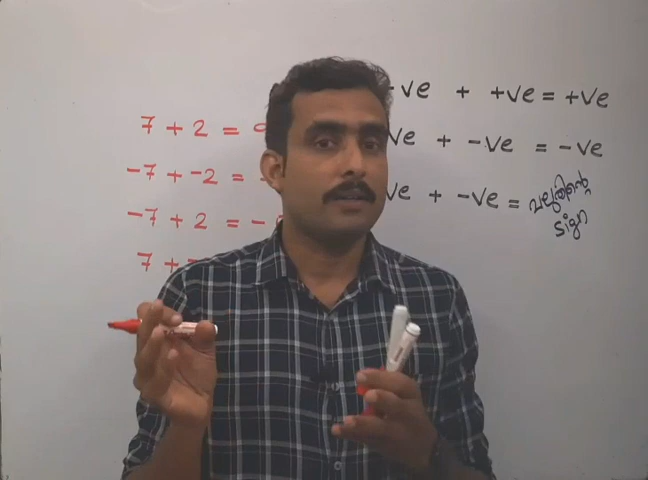 7 + 2 =
-7 + -2 =
-7 + 2 = -
7 +
-ve + +ve = +ve
ve + -ve = -ve
ve + -ve = വലുതിന്റെ
sign